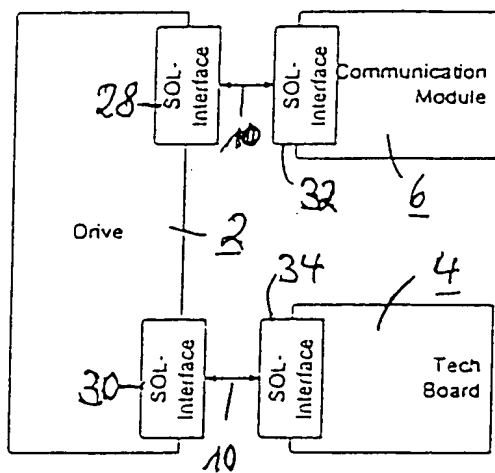 28
SOL-
Interface
10
SOL-
Interface
32
Communication
Module
6
Drive
2
30
SOL-
Interface
10
34
SOL-
Interface
4
Tech
Board